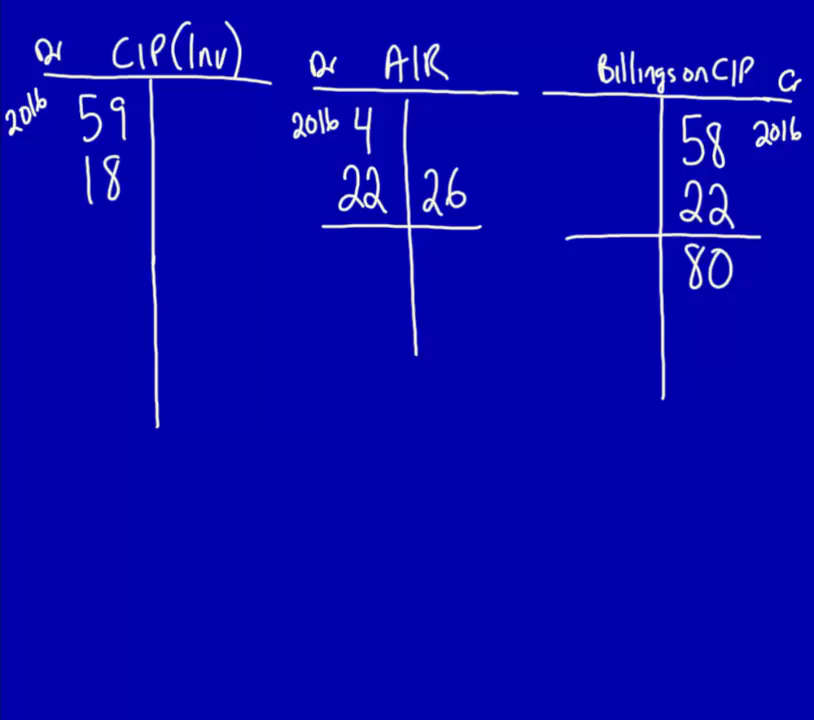 Dr CIP (Inv)
2016 59
18
Dr A/R
2016 4
22 26
Billings on CIP Cr
58 2016
22
80